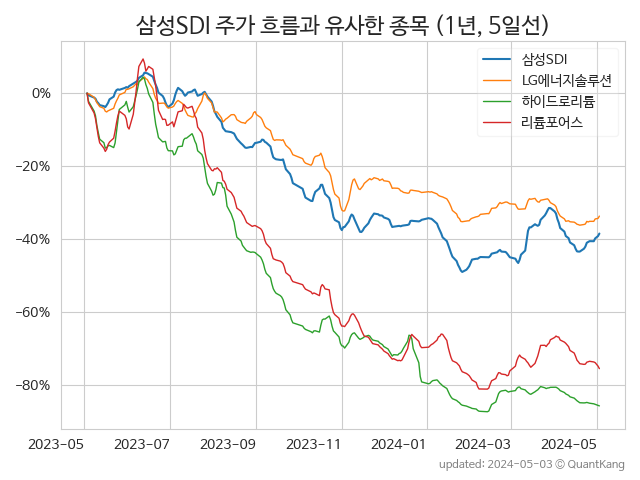 삼성SDI 주가 흐름과 유사한 종목 (1년, 5일선)
삼성SDI
LG에너지솔루션
하이드로리튬
리튬포어스
0%
−20%
−40%
−60%
−80%
2023-05 2023-07 2023-09 2023-11 2024-01 2024-03 2024-05
updated: 2024-05-03 © QuantKang